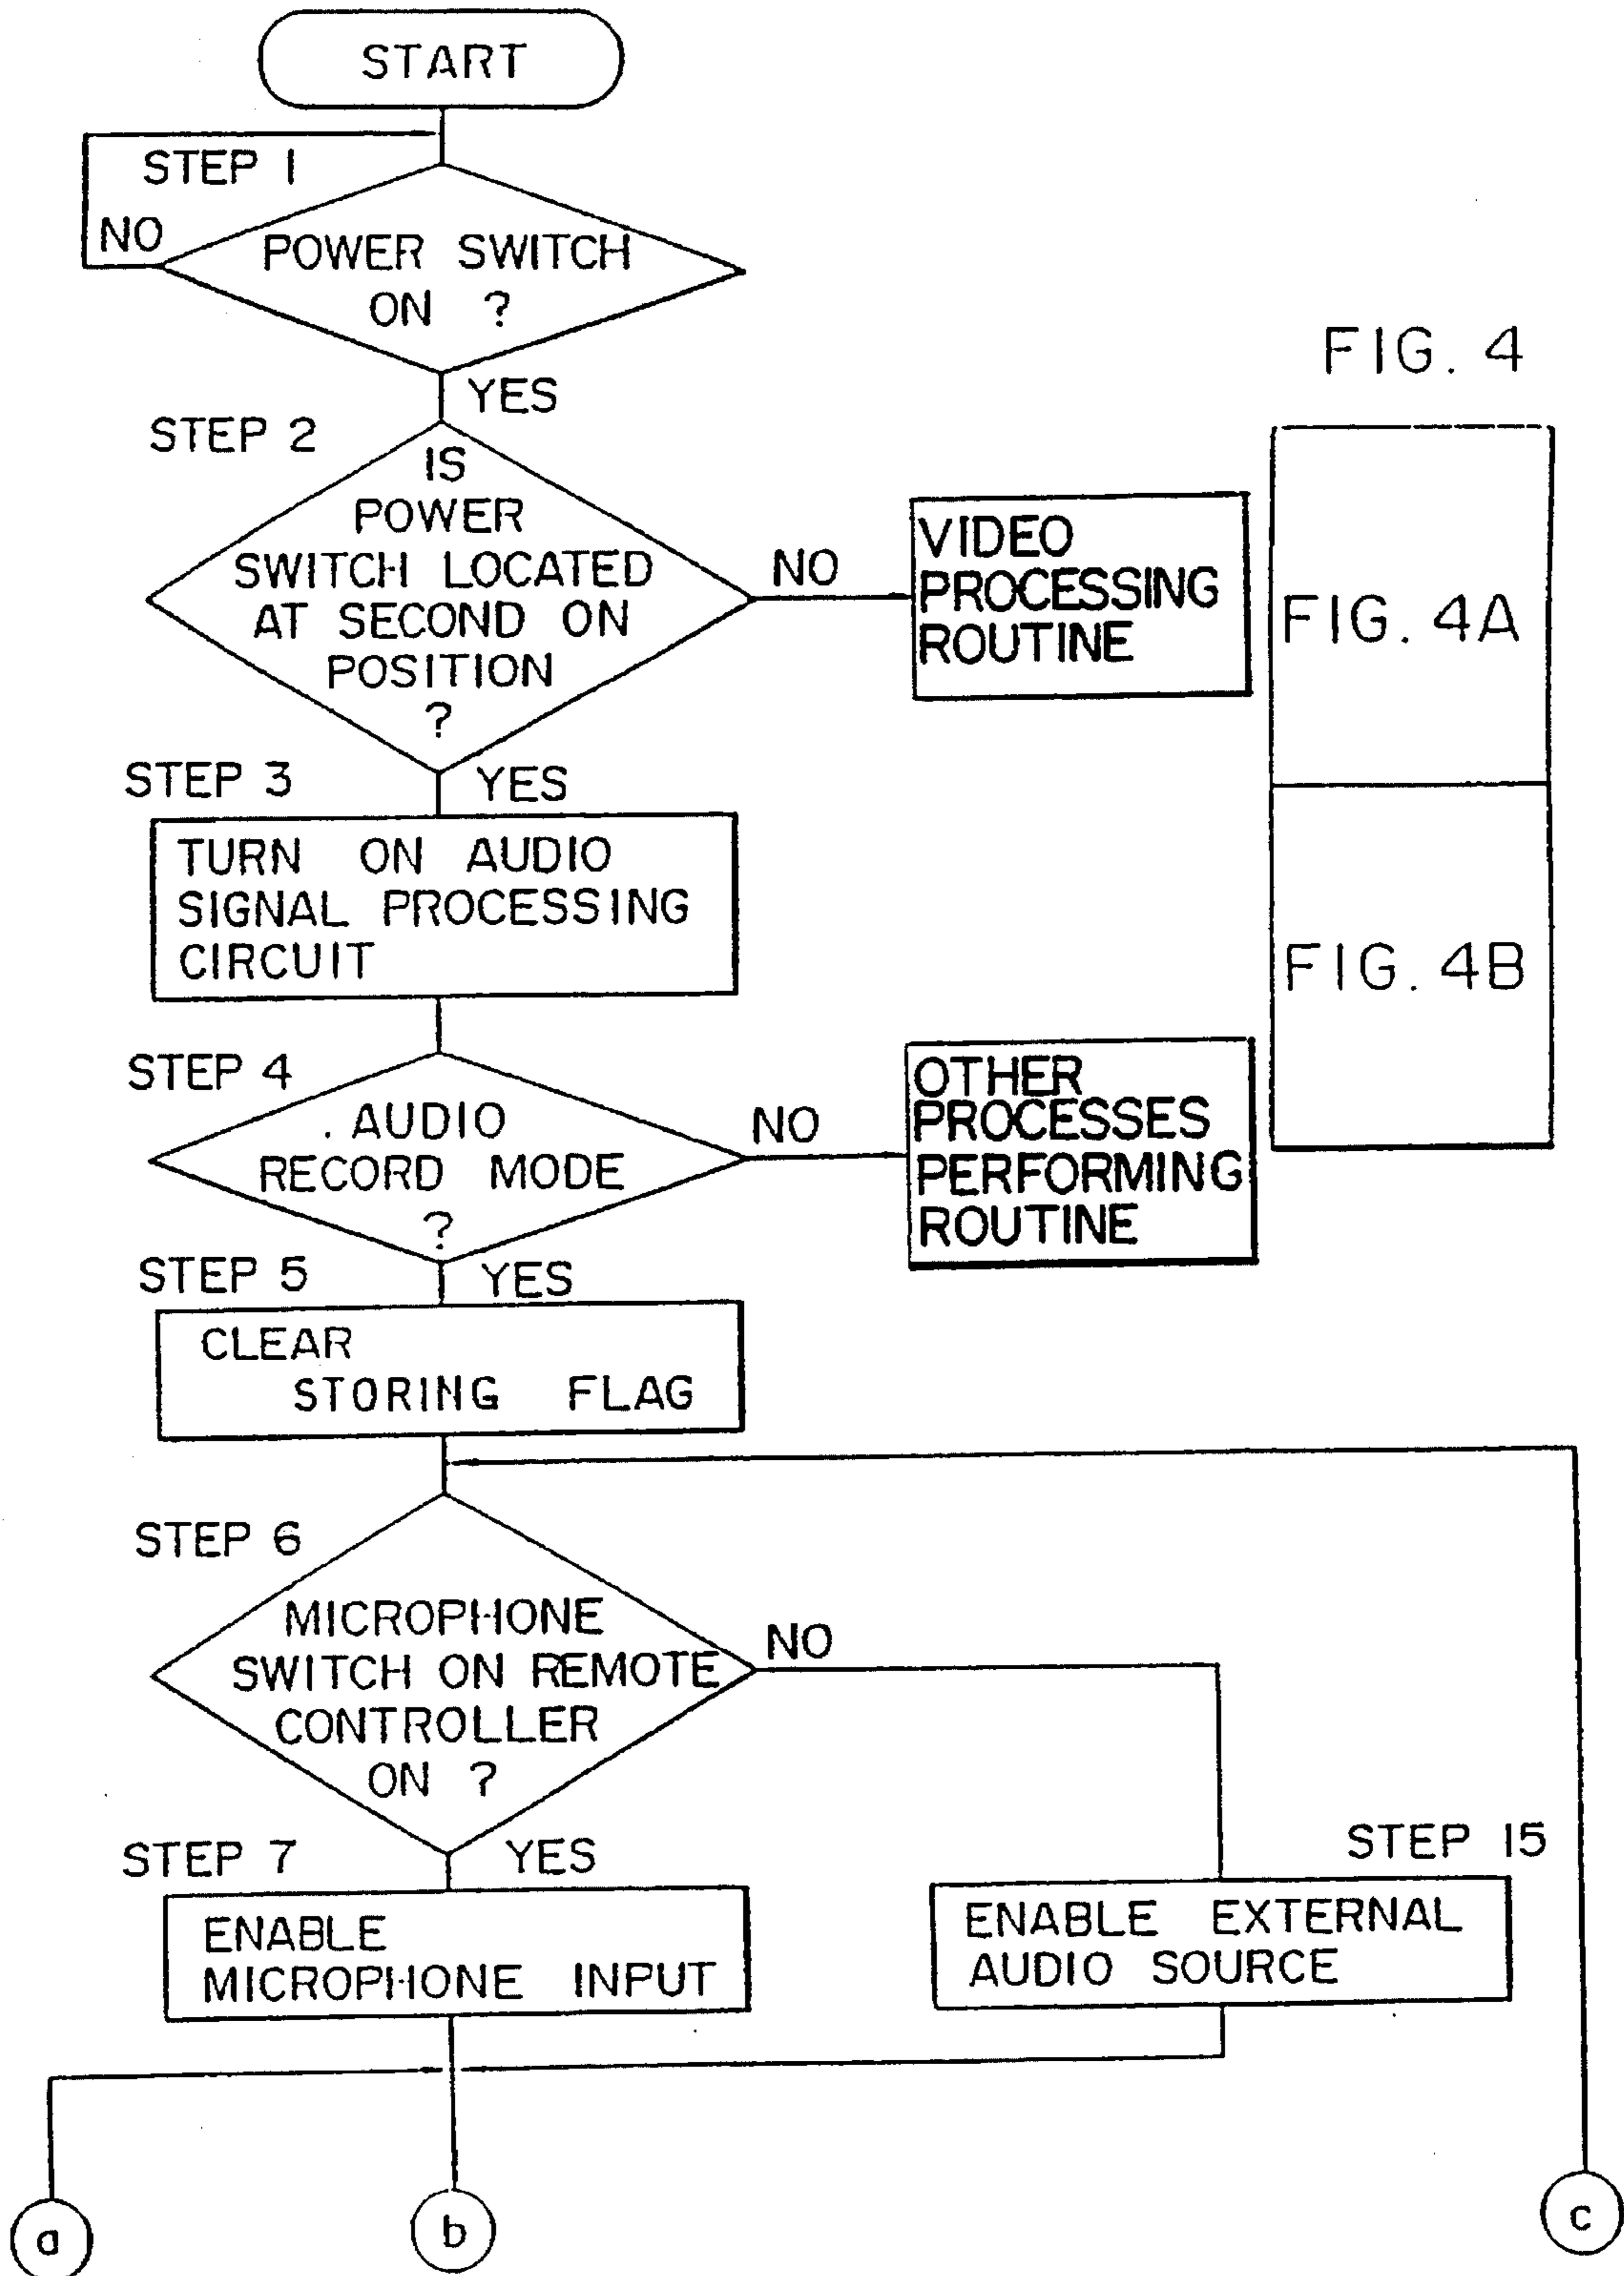 START
STEP 1
NO
POWER SWITCH
ON ?
YES
STEP 2
IS
POWER
SWITCH LOCATED
AT SECOND ON
POSITION
?
NO
VIDEO
PROCESSING
ROUTINE
FIG. 4
FIG. 4A
FIG. 4B
STEP 3
YES
TURN ON AUDIO
SIGNAL PROCESSING
CIRCUIT
STEP 4
AUDIO
RECORD MODE
?
NO
OTHER
PROCESSES
PERFORMING
ROUTINE
STEP 5
YES
CLEAR
STORING FLAG
STEP 6
MICROPHONE
SWITCH ON REMOTE
CONTROLLER
ON ?
NO
STEP 7
YES
ENABLE
MICROPHONE INPUT
STEP 15
ENABLE EXTERNAL
AUDIO SOURCE
a
b
c